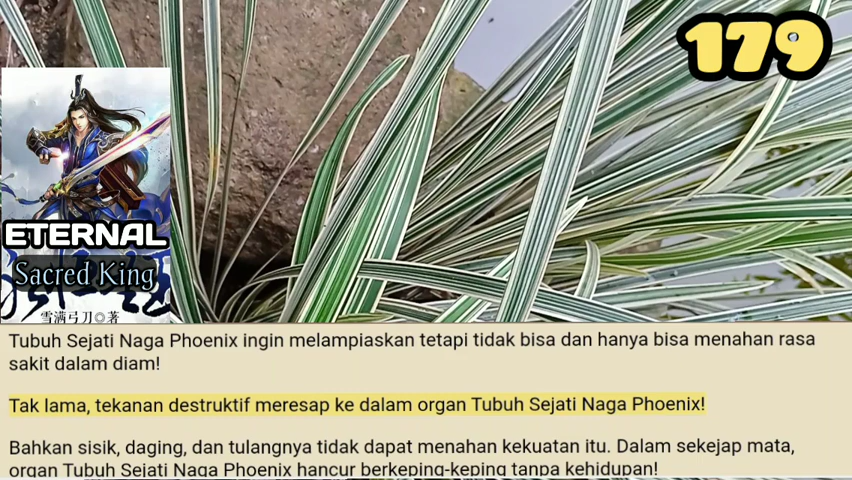 179
ETERNAL
Sacred King
雪满弓刀◎著
Tubuh Sejati Naga Phoenix ingin melampiaskan tetapi tidak bisa dan hanya bisa menahan rasa
sakit dalam diam!
Tak lama, tekanan destruktif meresap ke dalam organ Tubuh Sejati Naga Phoenix!
Bahkan sisik, daging, dan tulangnya tidak dapat menahan kekuatan itu. Dalam sekejap mata,
organ Tubuh Sejati Naga Phoenix hancur berkeping-keping tanpa kehidupan!